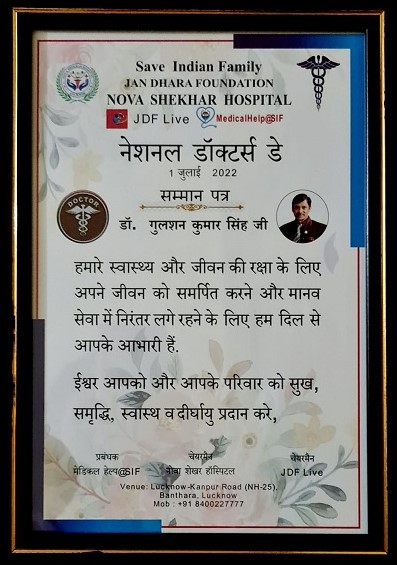 Save Indian Family
JAN DHARA FOUNDATION
NOVA SHEKHAR HOSPITAL
JDF Live MedicalHelp@SIF
नेशनल डॉक्टर्स डे
1 जुलाई 2022
सम्मान पत्र
DOCTOR
डॉ. गुलशन कुमार सिंह जी
हमारे स्वास्थ्य और जीवन की रक्षा के लिए
अपने जीवन को समर्पित करने और मानव
सेवा में निरंतर लगे रहने के लिए हम दिल से
आपके आभारी हैं.
ईश्वर आपको और आपके परिवार को सुख,
समृद्धि, स्वास्थ व दीर्घायु प्रदान करे,
प्रबंधक चेयरमैन चेयरमैन
मेडिकल हेल्प@SIF नोवा शेखर हॉस्पिटल JDF Live
Venue: Lucknow-Kanpur Road (NH-25),
Banthara, Lucknow
Mob : +91 8400227777